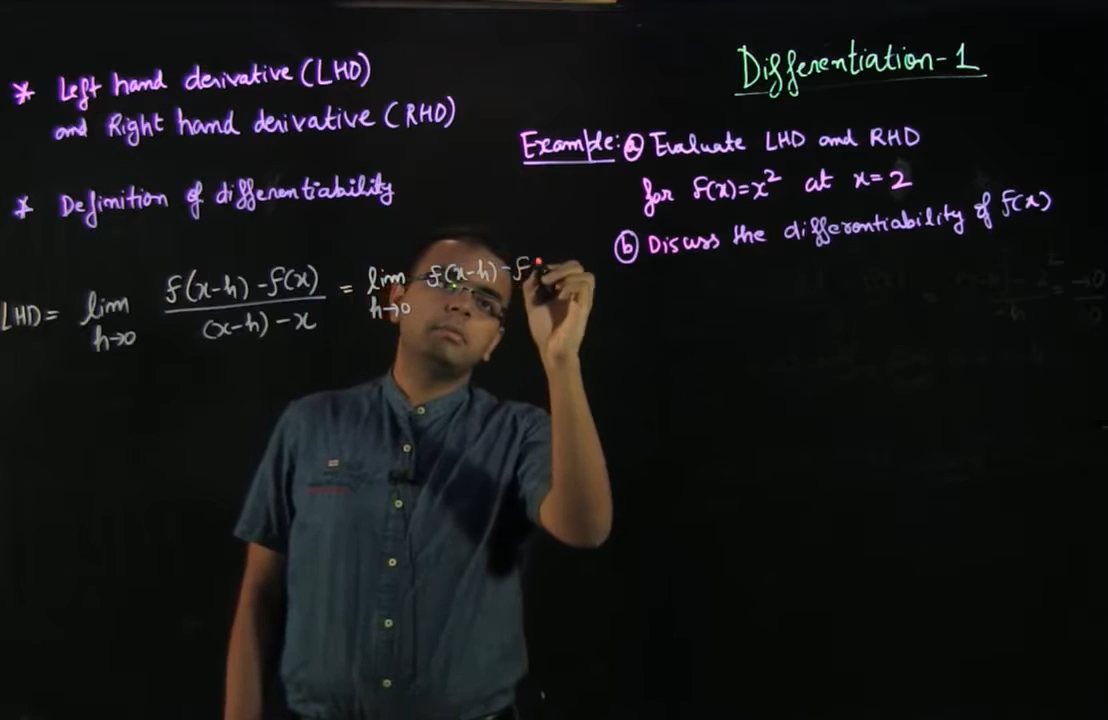 * Left hand derivative (LHD)
and Right hand derivative (RHD)
* Definition of differentiability
LHD = lim h→0 f(x-h) - f(x) / (x-h) - x = lim h→0 f(x-h) - f
Differentiation-1
Example: ⓐ Evaluate LHD and RHD
for f(x)=x² at x=2
ⓑ Discuss the differentiability of f(x)